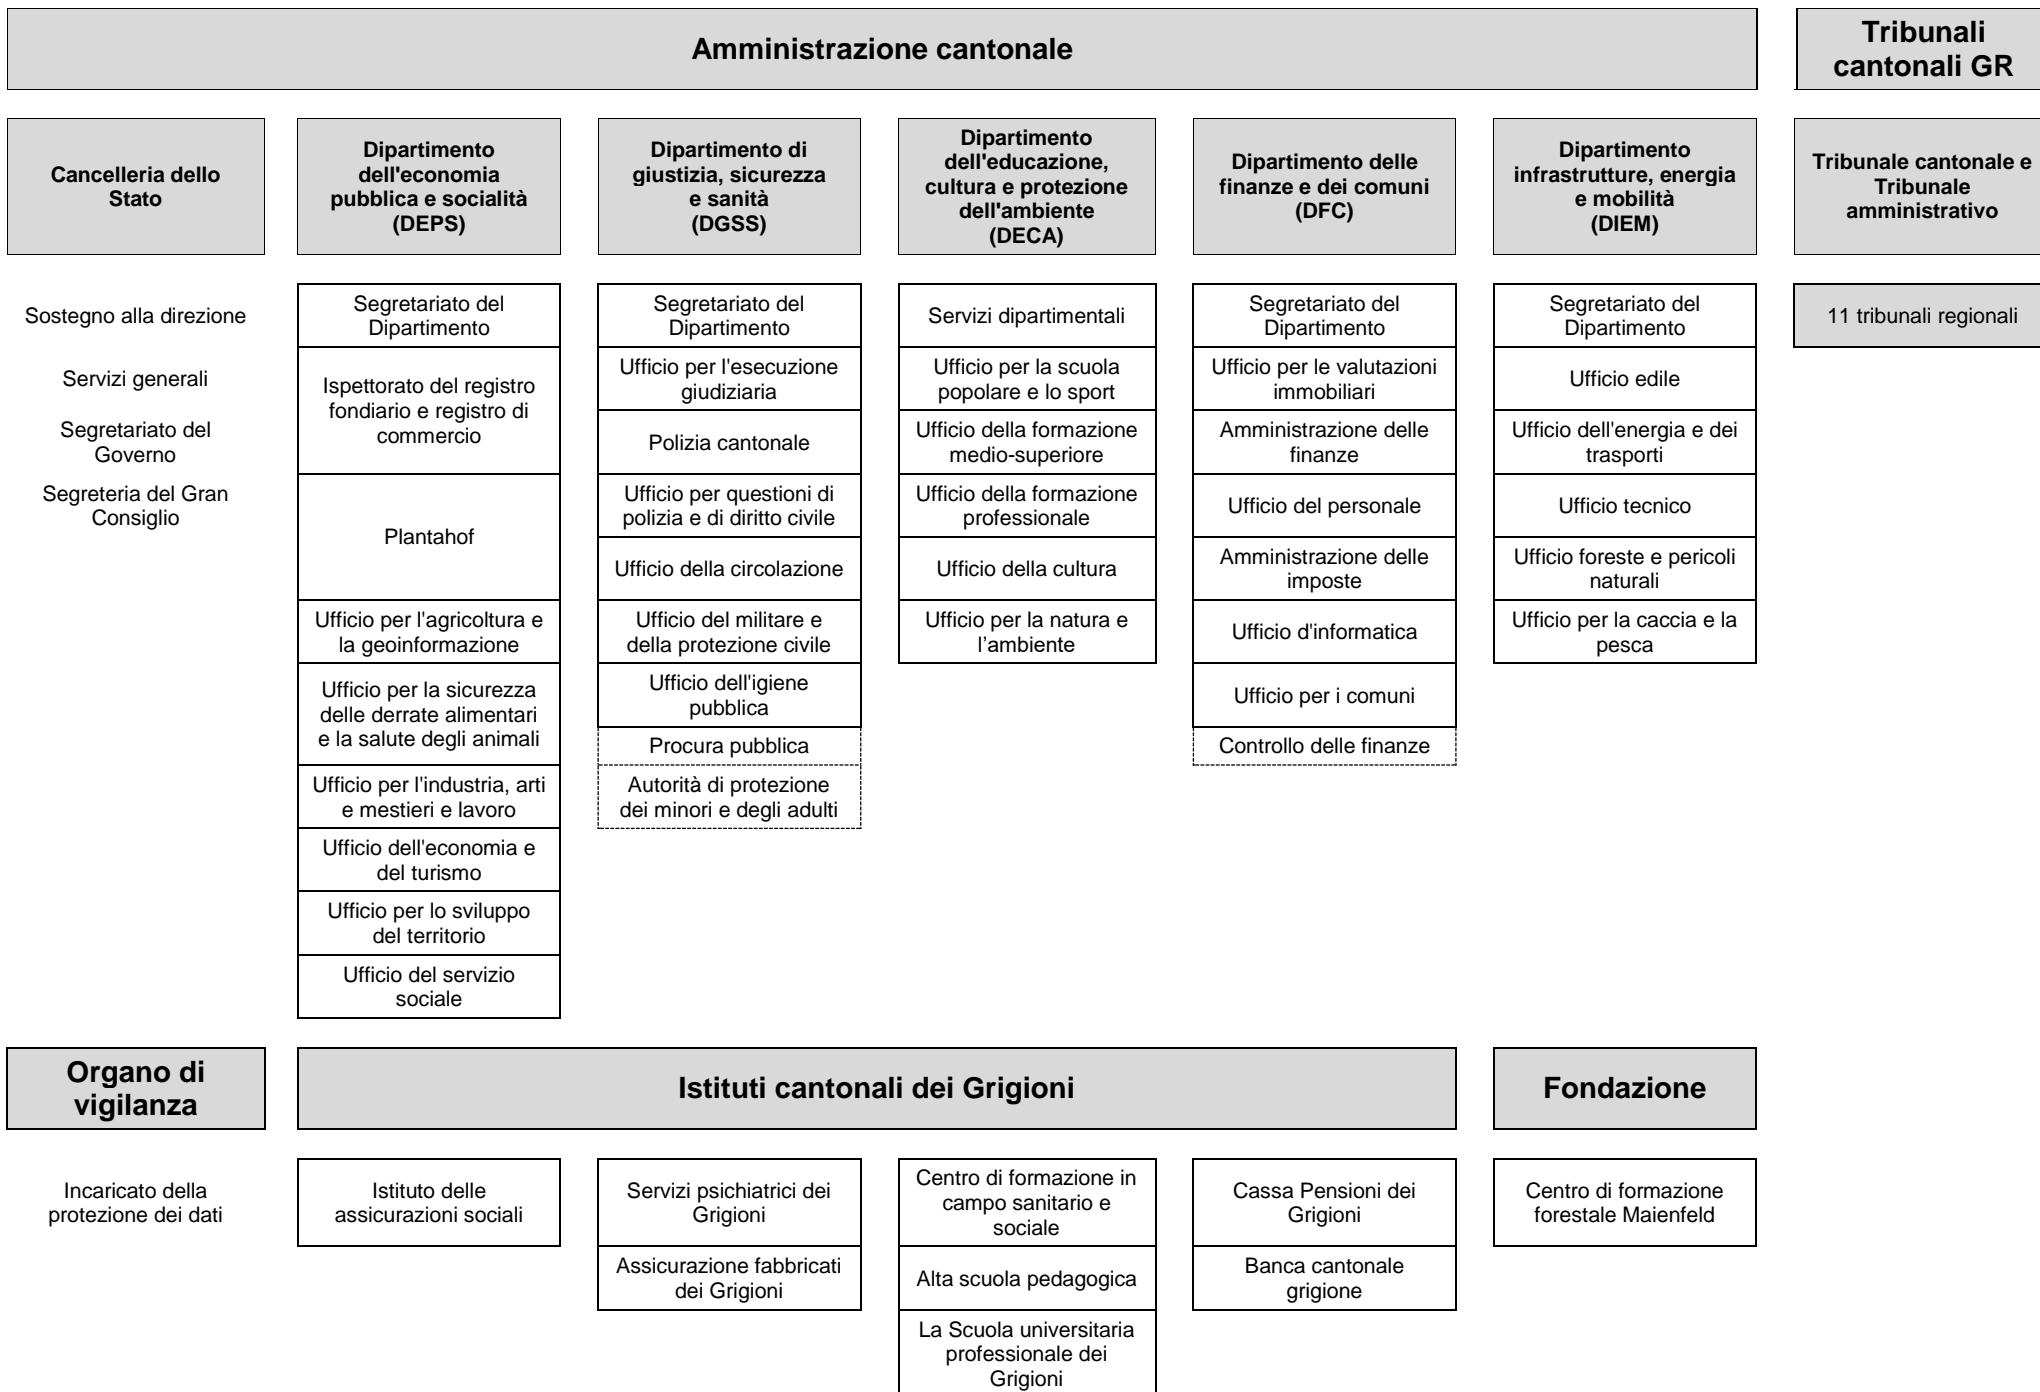 Amministrazione cantonale
Tribunali
cantonali GR
Cancelleria dello
Stato
Dipartimento
dell'economia
pubblica e socialità
(DEPS)
Dipartimento di
giustizia, sicurezza
e sanità
(DGSS)
Dipartimento
dell'educazione,
cultura e protezione
dell'ambiente
(DECA)
Dipartimento delle
finanze e dei comuni
(DFC)
Dipartimento
infrastrutture, energia
e mobilità
(DIEM)
Tribunale cantonale e
Tribunale
amministrativo
Sostegno alla direzione
Servizi generali
Segretariato del
Governo
Segreteria del Gran
Consiglio
Segretariato del
Dipartimento
Ispettorato del registro
fondiario e registro di
commercio
Plantahof
Ufficio per l'agricoltura e
la geoinformazione
Ufficio per la sicurezza
delle derrate alimentari
e la salute degli animali
Ufficio per l'industria, arti
e mestieri e lavoro
Ufficio dell'economia e
del turismo
Ufficio per lo sviluppo
del territorio
Ufficio del servizio
sociale
Segretariato del
Dipartimento
Ufficio per l'esecuzione
giudiziaria
Polizia cantonale
Ufficio per questioni di
polizia e di diritto civile
Ufficio della circolazione
Ufficio del militare e
della protezione civile
Ufficio dell'igiene
pubblica
Procura pubblica
Autorità di protezione
dei minori e degli adulti
Servizi dipartimentali
Ufficio per la scuola
popolare e lo sport
Ufficio della formazione
medio-superiore
Ufficio della formazione
professionale
Ufficio della cultura
Ufficio per la natura e
l’ambiente
Segretariato del
Dipartimento
Ufficio per le valutazioni
immobiliari
Amministrazione delle
finanze
Ufficio del personale
Amministrazione delle
imposte
Ufficio d'informatica
Ufficio per i comuni
Controllo delle finanze
Segretariato del
Dipartimento
Ufficio edile
Ufficio dell'energia e dei
trasporti
Ufficio tecnico
Ufficio foreste e pericoli
naturali
Ufficio per la caccia e la
pesca
11 tribunali regionali
Organo di
vigilanza
Istituti cantonali dei Grigioni
Fondazione
Incaricato della
protezione dei dati
Istituto delle
assicurazioni sociali
Servizi psichiatrici dei
Grigioni
Assicurazione fabbricati
dei Grigioni
Centro di formazione in
campo sanitario e
sociale
Alta scuola pedagogica
La Scuola universitaria
professionale dei
Grigioni
Cassa Pensioni dei
Grigioni
Banca cantonale
grigione
Centro di formazione
forestale Maienfeld